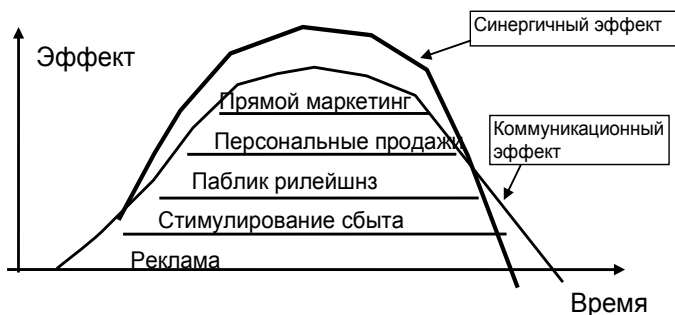 Синергичный эффект
Эффект
Прямой маркетинг
Коммуникационный
эффект
Персональные продажи
Паблик рилейшнз
Стимулирование сбыта
Реклама
Время